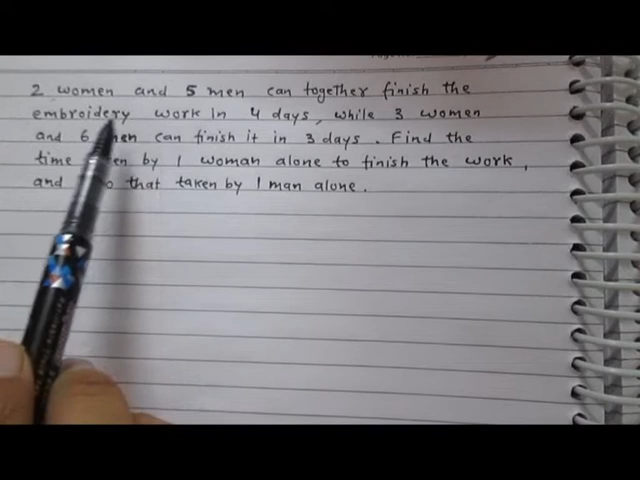 2 women and 5 men can together finish the
embroidery work in 4 days, while 3 women
and 6 men can finish it in 3 days. Find the
time by 1 woman alone to finish the work,
and that taken by 1 man alone.